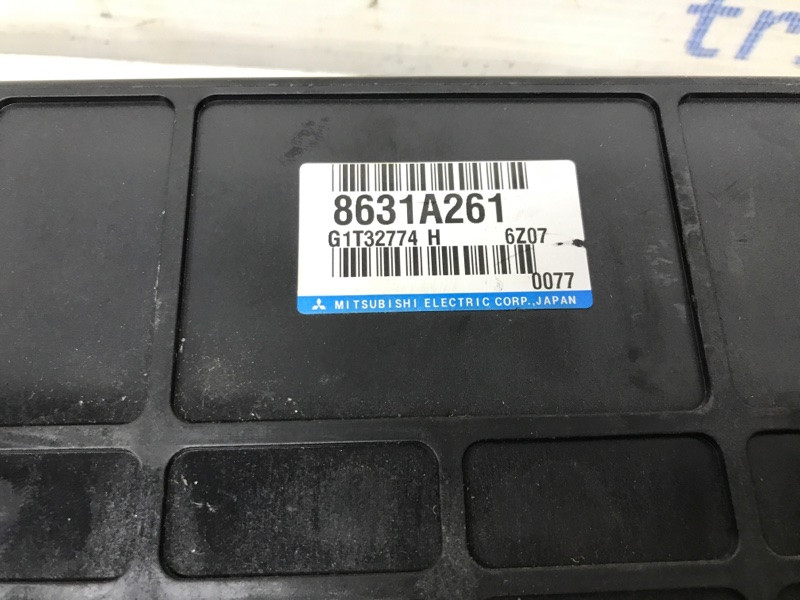 8631A261
G1T32774 H 6Z07
0077
MITSUBISHI ELECTRIC CORP.,JAPAN